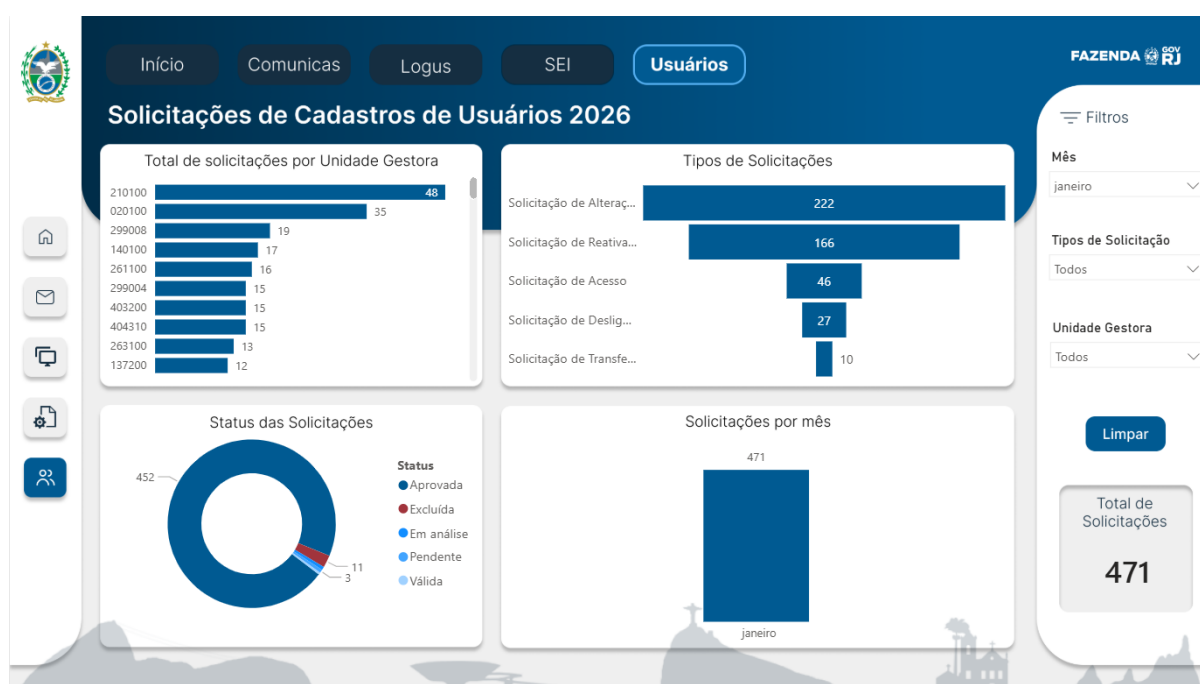 Início
Comunicas
Logus
SEI
Usuários
FAZENDA
GOV
RJ
Solicitações de Cadastros de Usuários 2026
Filtros
Total de solicitações por Unidade Gestora
210100 48
020100 35
299008 19
140100 17
261100 16
299004 15
403200 15
404310 15
263100 13
137200 12
Tipos de Solicitações
Solicitação de Alteraç... 222
Solicitação de Reativa... 166
Solicitação de Acesso 46
Solicitação de Deslig... 27
Solicitação de Transfe... 10
Mês
janeiro
Tipos de Solicitação
Todos
Unidade Gestora
Todos
Limpar
Total de
Solicitações
471
Status das Solicitações
452
11
3
Status
Aprovada
Excluída
Em análise
Pendente
Válida
Solicitações por mês
471
janeiro